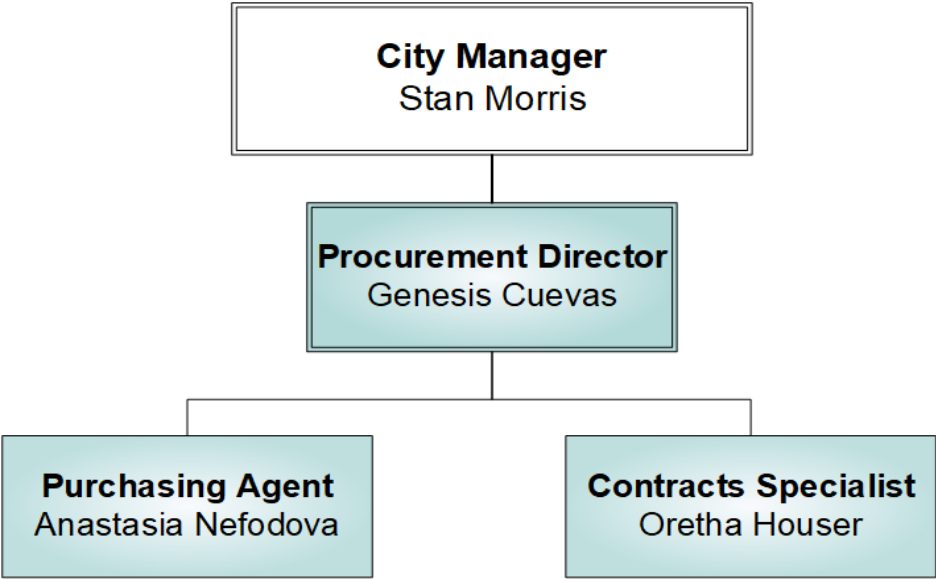 City Manager
Stan Morris
Procurement Director
Genesis Cuevas
Purchasing Agent
Anastasia Nefodova
Contracts Specialist
Oretha Houser